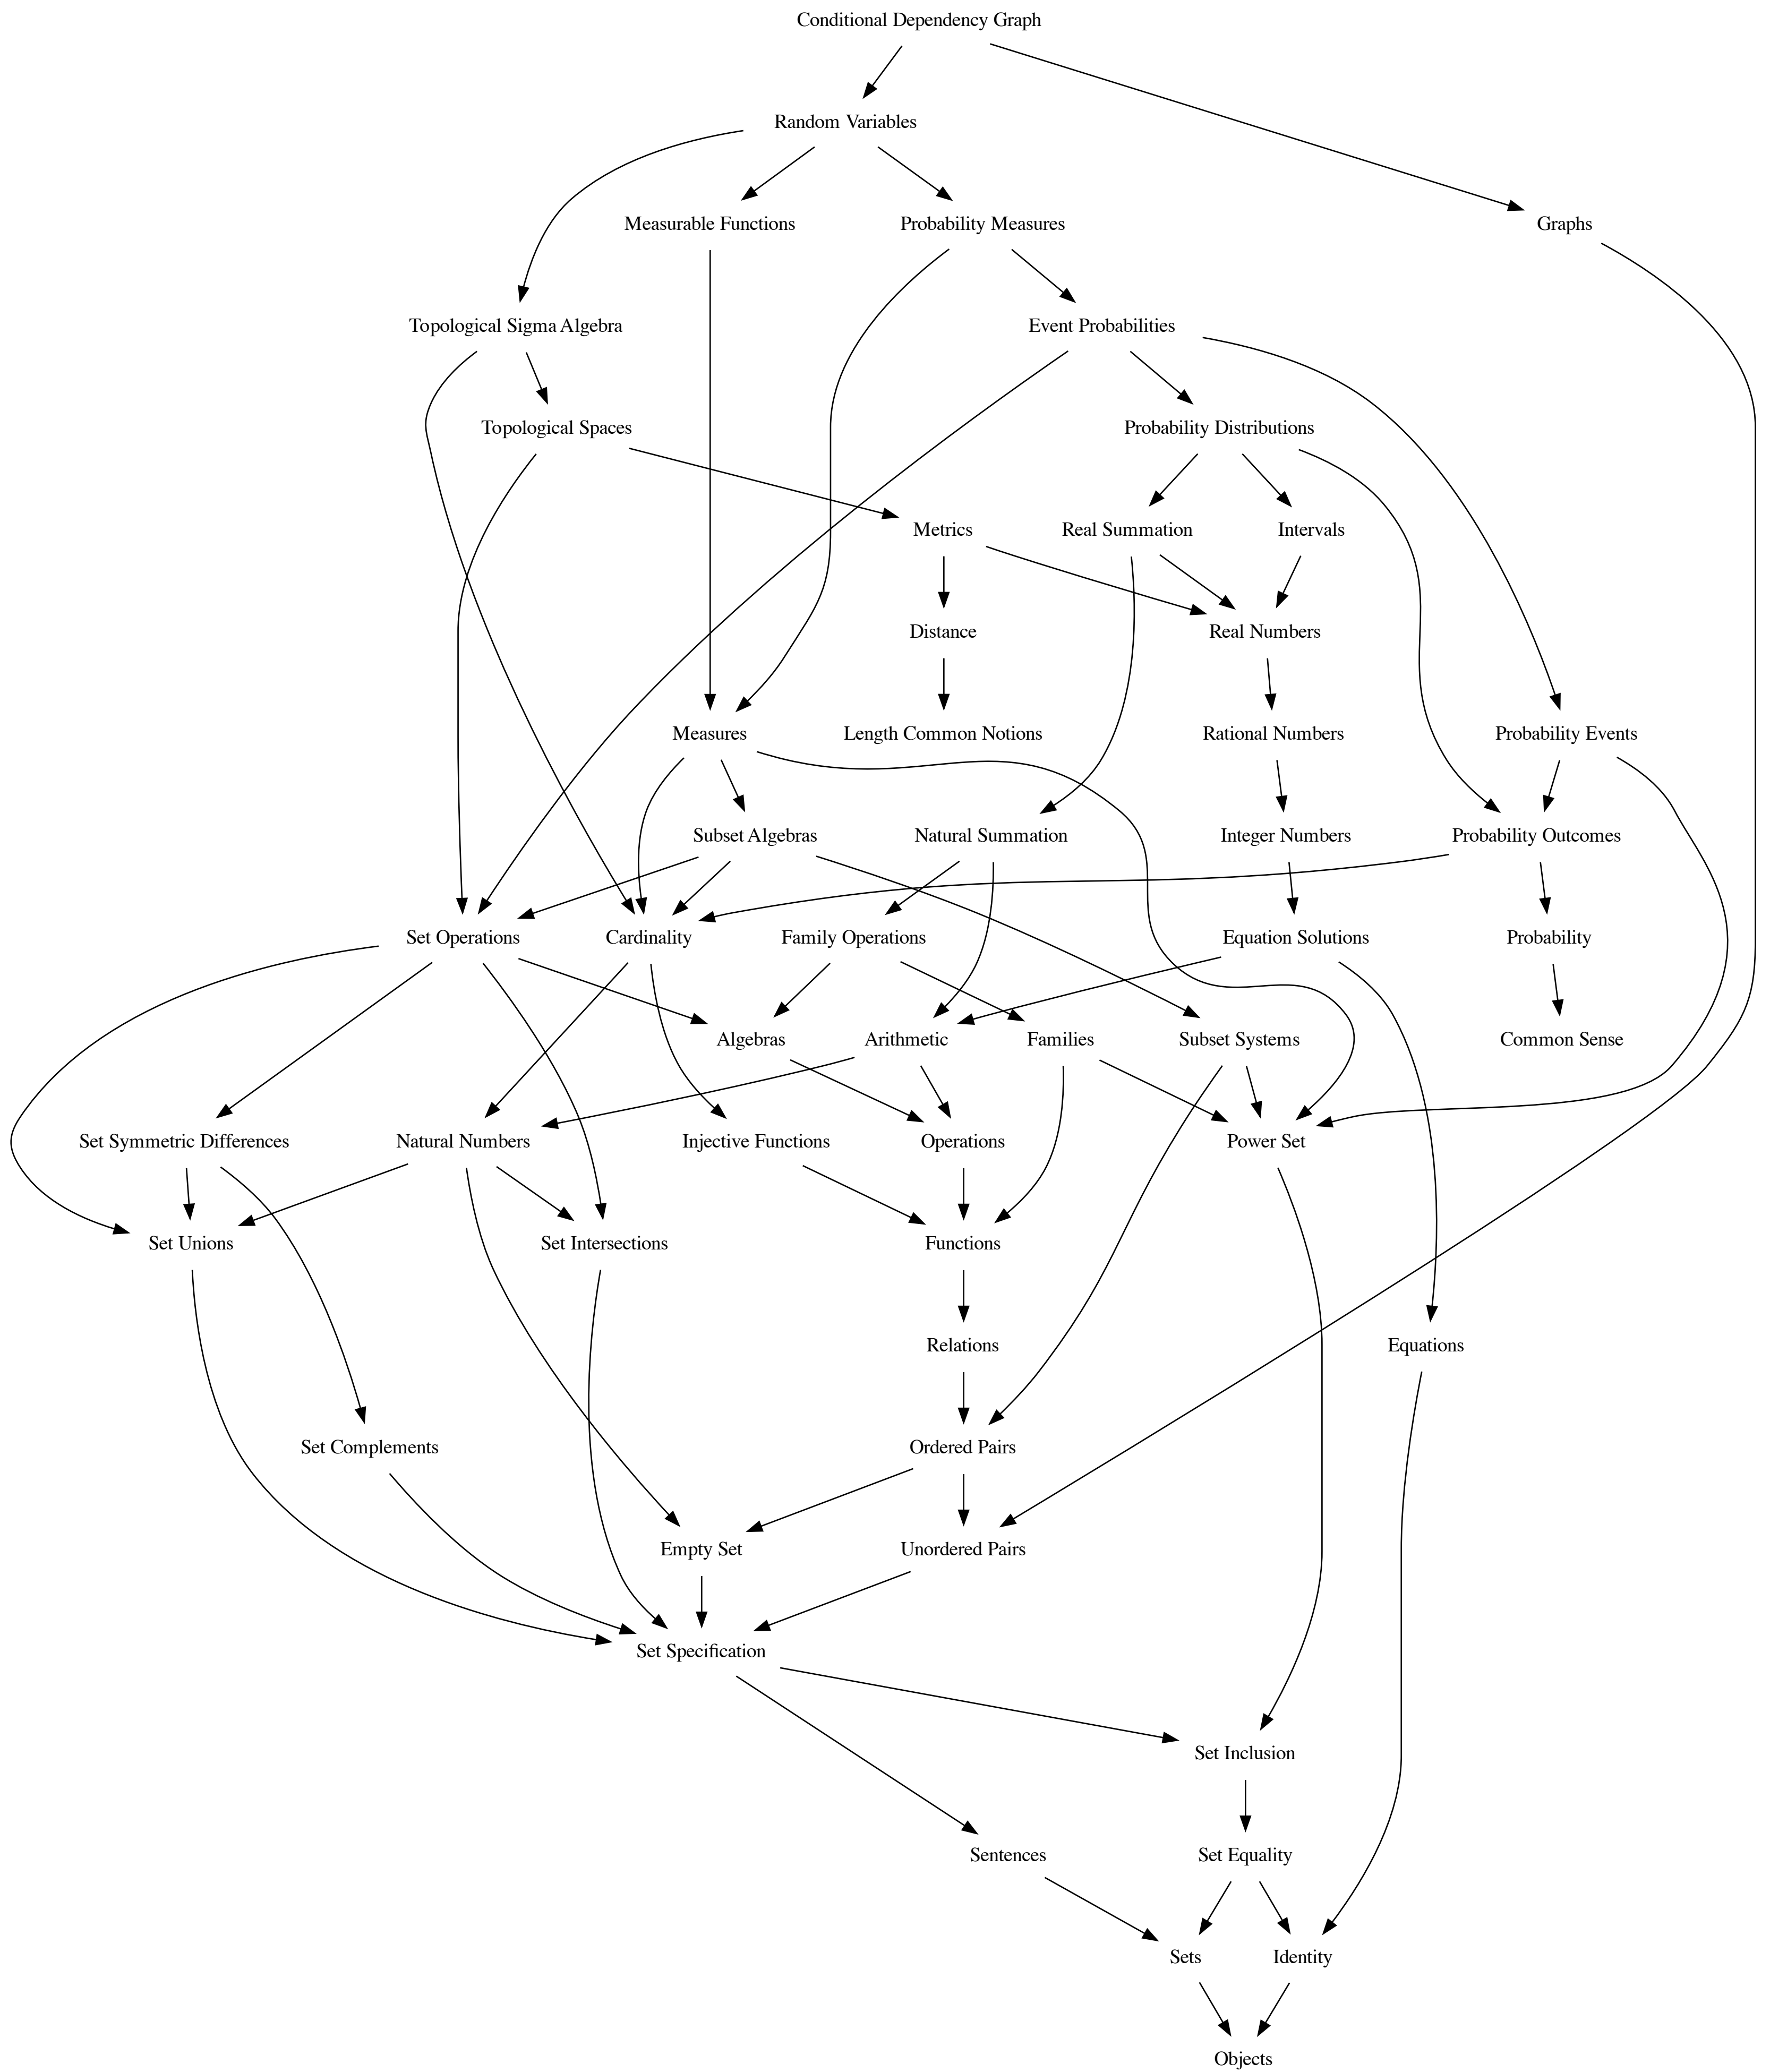 Conditional Dependency Graph
Random Variables
Measurable Functions
Probability Measures
Graphs
Topological Sigma Algebra
Event Probabilities
Topological Spaces
Probability Distributions
Metrics
Real Summation
Intervals
Distance
Real Numbers
Measures
Length Common Notions
Rational Numbers
Probability Events
Subset Algebras
Natural Summation
Integer Numbers
Probability Outcomes
Set Operations
Cardinality
Family Operations
Equation Solutions
Probability
Algebras
Arithmetic
Families
Subset Systems
Common Sense
Set Symmetric Differences
Natural Numbers
Injective Functions
Operations
Power Set
Set Unions
Set Intersections
Functions
Relations
Equations
Set Complements
Ordered Pairs
Empty Set
Unordered Pairs
Set Specification
Set Inclusion
Sentences
Set Equality
Sets
Identity
Objects